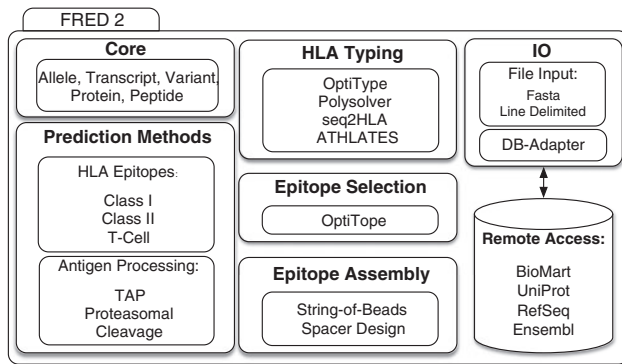 FRED 2
Core
Allele, Transcript, Variant,
Protein, Peptide
Prediction Methods
HLA Epitopes:
Class I
Class II
T-Cell
Antigen Processing:
TAP
Proteasomal
Cleavage
HLA Typing
OptiType
Polysolver
seq2HLA
ATHLATES
Epitope Selection
OptiTope
Epitope Assembly
String-of-Beads
Spacer Design
IO
File Input:
Fasta
Line Delimited
DB-Adapter
Remote Access:
BioMart
UniProt
RefSeq
Ensembl